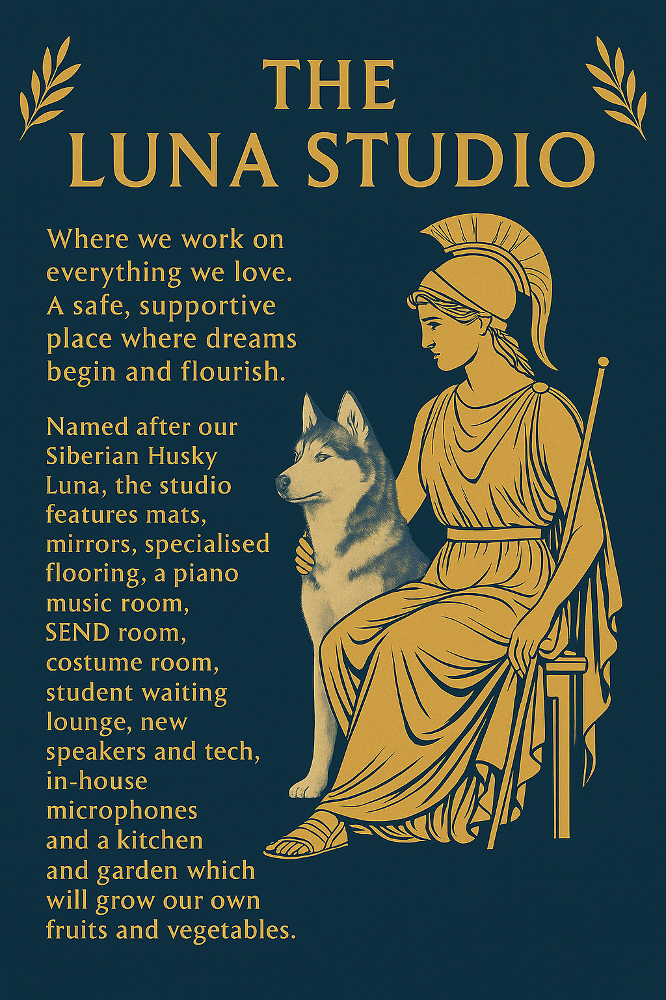 THE
LUNA STUDIO
Where we work on
everything we love.
A safe, supportive
place where dreams
begin and flourish.
Named after our
Siberian Husky
Luna, the studio
features mats,
mirrors, specialised
flooring, a piano
music room,
SEND room,
costume room,
student waiting
lounge, new
speakers and tech,
in-house
microphones
and a kitchen
and garden which
will grow our own
fruits and vegetables.